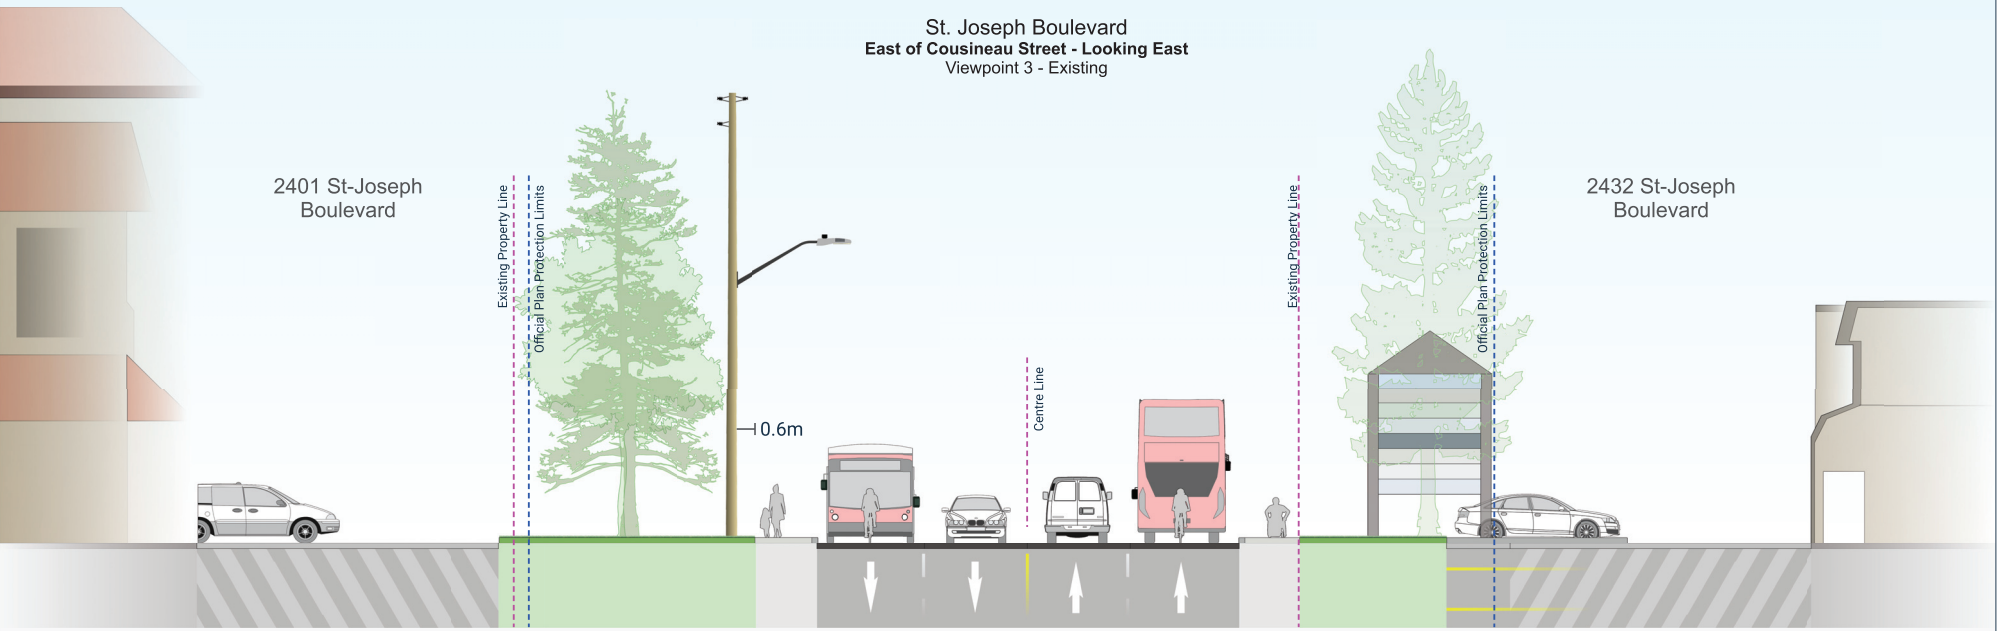 St. Joseph Boulevard
East of Cousineau Street - Looking East
Viewpoint 3 - Existing
2401 St-Joseph
Boulevard
Existing Property Line
Official Plan Protection Limits
0.6m
Centre Line
Existing Property Line
Official Plan Protection Limits
2432 St-Joseph
Boulevard